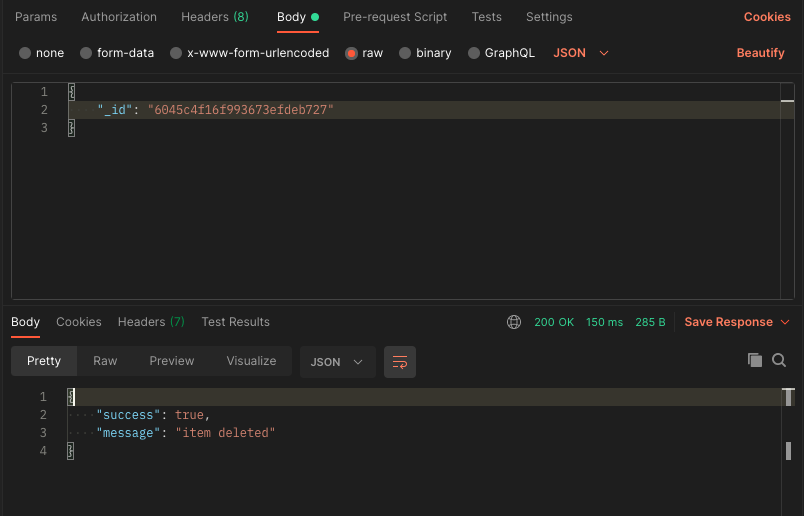 Params Authorization Headers (8) Body Pre-request Script Tests Settings Cookies
none form-data x-www-form-urlencoded raw binary GraphQL JSON Beautify
1 {
2 "_id": "6045c4f16f993673efdeb727"
3 }
Body Cookies Headers (7) Test Results 200 OK 150 ms 285 B Save Response
Pretty Raw Preview Visualize JSON
1 {
2 "success": true,
3 "message": "item deleted"
4 }